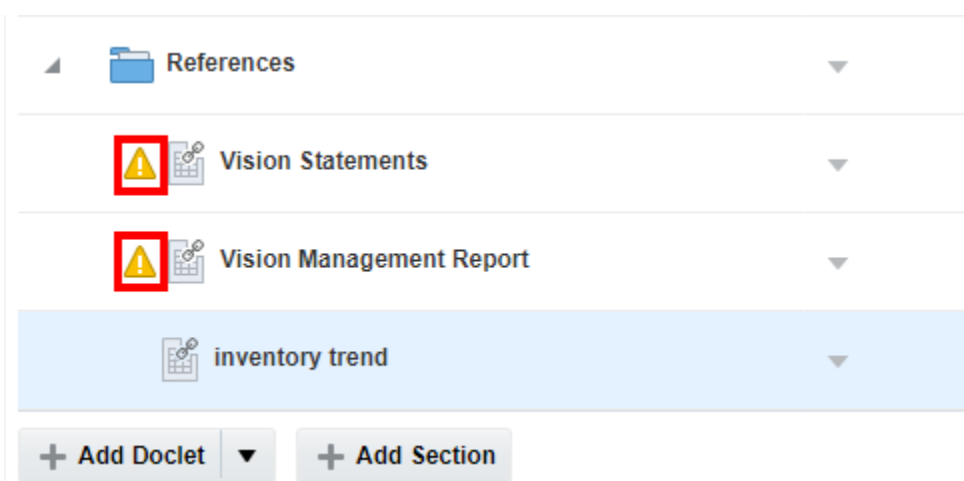 References
Vision Statements
Vision Management Report
inventory trend
Add Doclet
Add Section